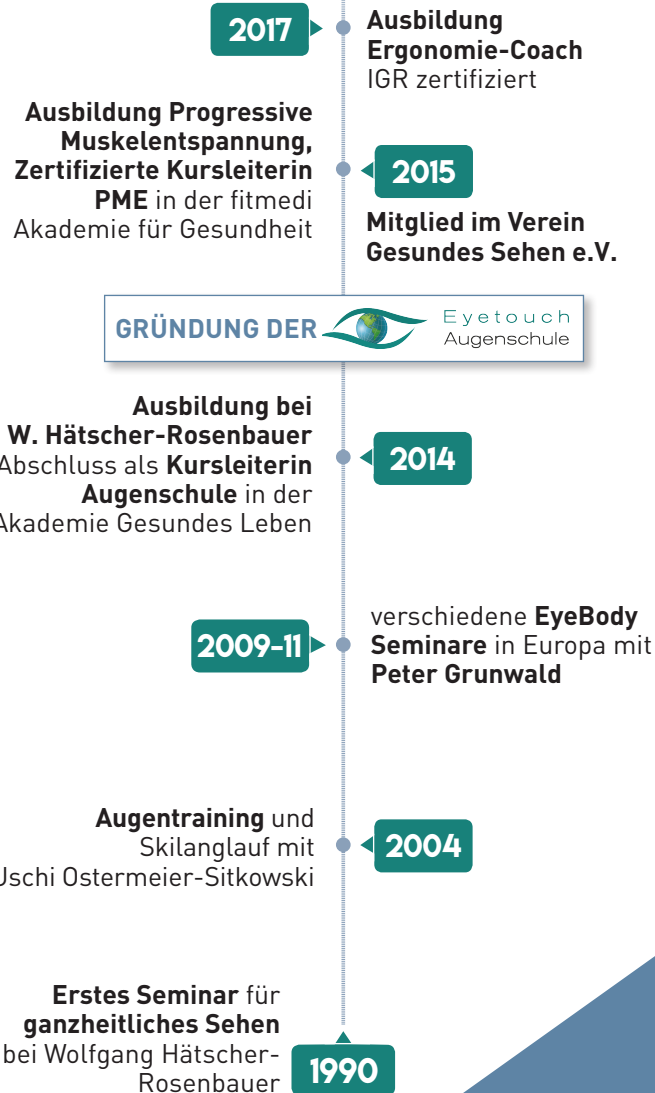 2017
Ausbildung
Ergonomie-Coach
IGR zertifiziert
Ausbildung Progressive
Muskelentspannung,
Zertifizierte Kursleiterin
PME in der fitmedi
Akademie für Gesundheit
2015
Mitglied im Verein
Gesundes Sehen e.V.
GRÜNDUNG DER
Eyetouch
Augenschule
Ausbildung bei
W. Hätscher-Rosenbauer
Abschluss als Kursleiterin
Augenschule in der
Akademie Gesundes Leben
2014
2009-11
verschiedene EyeBody
Seminare in Europa mit
Peter Grunwald
Augentraining und
Skilanglauf mit
Uschi Ostermeier-Sitkowski
2004
Erstes Seminar für
ganzheitliches Sehen
bei Wolfgang Hätscher-
Rosenbauer
1990